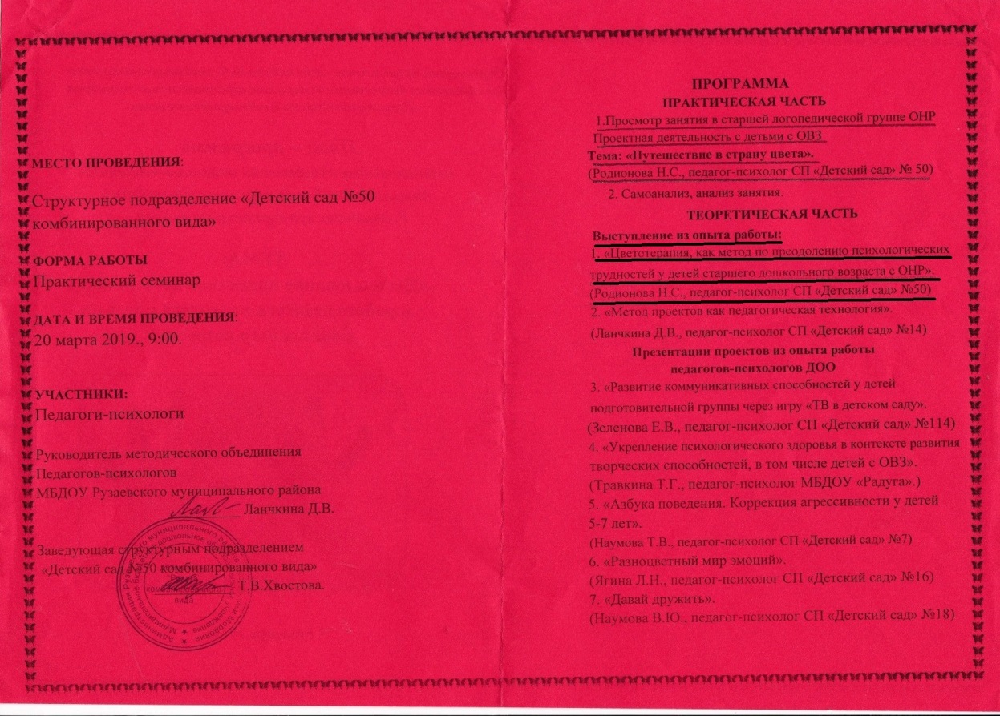 МЕСТО ПРОВЕДЕНИЯ:
Структурное подразделение «Детский сад №50
комбинированного вида»
ФОРМА РАБОТЫ
Практический семинар
ДАТА И ВРЕМЯ ПРОВЕДЕНИЯ:
20 марта 2019., 9:00.
УЧАСТНИКИ:
Педагоги-психологи
Руководитель методического объединения
Педагогов-психологов
МБДОУ Рузаевского муниципального района
Ланчкина Д.В.
Заведующая структурным подразделением
«Детский сад №50 комбинированного вида»
Т.В.Хвостова.
ПРОГРАММА
ПРАКТИЧЕСКАЯ ЧАСТЬ
1.Просмотр занятия в старшей логопедической группе ОНР
Проектная деятельность с детьми с ОВЗ
Тема: «Путешествие в страну цвета».
(Родионова Н.С., педагог-психолог СП «Детский сад» № 50)
2. Самоанализ, анализ занятия.
ТЕОРЕТИЧЕСКАЯ ЧАСТЬ
Выступление из опыта работы:
1. «Цветотерапия, как метод по преодолению психологических
трудностей у детей старшего дошкольного возраста с ОНР».
(Родионова Н.С., педагог-психолог СП «Детский сад» №50)
2. «Метод проектов как педагогическая технология».
(Ланчкина Д.В., педагог-психолог СП «Детский сад» №14)
Презентации проектов из опыта работы
педагогов-психологов ДОО
3. «Развитие коммуникативных способностей у детей
подготовительной группы через игру «ТВ в детском саду».
(Зеленова Е.В., педагог-психолог СП «Детский сад» №114)
4. «Укрепление психологического здоровья в контексте развития
творческих способностей, в том числе детей с ОВЗ».
(Травкина Т.Г., педагог-психолог МБДОУ «Радуга».)
5. «Азбука поведения. Коррекция агрессивности у детей
5-7 лет».
(Наумова Т.В., педагог-психолог СП «Детский сад» №7)
6. «Разноцветный мир эмоций».
(Ягина Л.Н., педагог-психолог СП «Детский сад» №16)
7. «Давай дружить».
(Наумова В.Ю., педагог-психолог СП «Детский сад» №18)